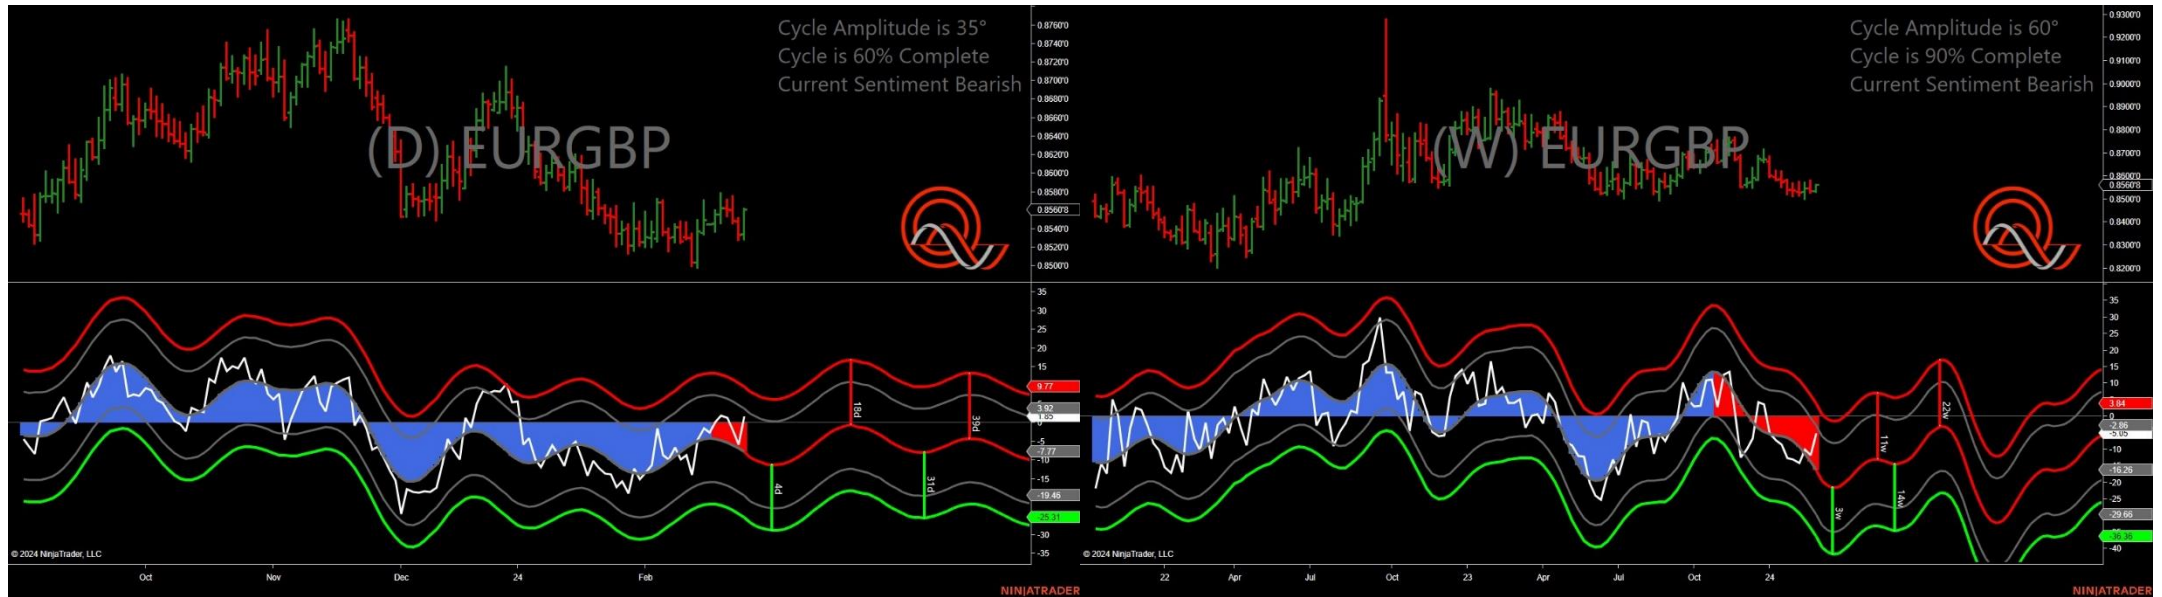 Cycle Amplitude is 35°
Cycle is 60% Complete
Current Sentiment Bearish
(D) EURGBP
0.8760'0
0.8740'0
0.8720'0
0.8700'0
0.8680'0
0.8660'0
0.8640'0
0.8620'0
0.8600'0
0.8580'0
0.8560'8
0.8540'0
0.8520'0
0.8500'0
35
30
25
20
15
9.77
3.92
1.85
0
-5
-7.77
-10
-15
-19.46
-25.31
-30
-35
18d
39d
4d
31d
© 2024 NinjaTrader, LLC
Oct
Nov
Dec
24
Feb
NINJATRADER
Cycle Amplitude is 60°
Cycle is 90% Complete
Current Sentiment Bearish
(W) EURGBP
0.9300'0
0.9200'0
0.9100'0
0.9000'0
0.8900'0
0.8800'0
0.8700'0
0.8600'0
0.8560'8
0.8500'0
0.8400'0
0.8300'0
0.8200'0
35
30
25
20
15
10
3.84
0
-2.86
-5.05
-10
-16.26
-20
-25
-29.66
-36.36
-40
11w
22w
3w
14w
© 2024 NinjaTrader, LLC
22
Apr
Jul
Oct
23
Apr
Jul
Oct
24
NINJATRADER